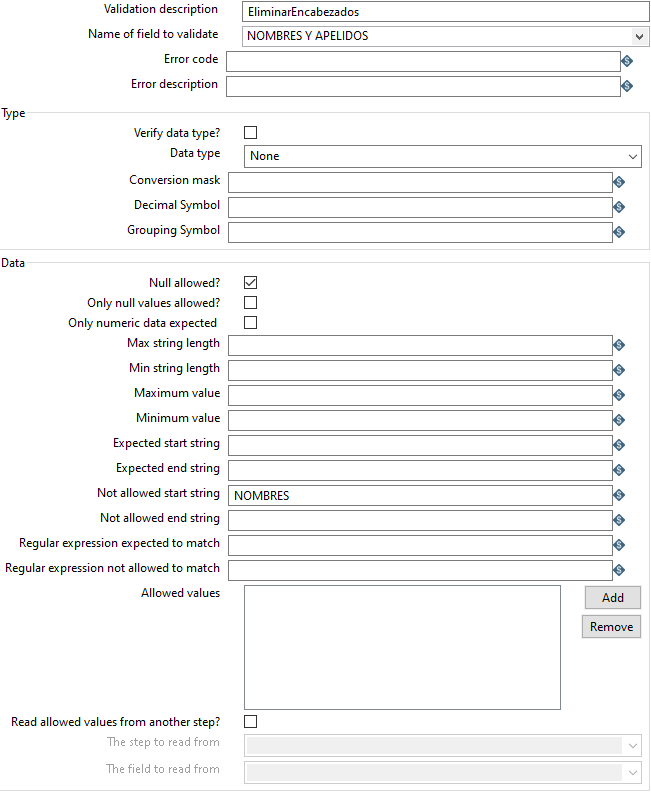 Validation description EliminarEncabezados
Name of field to validate NOMBRES Y APELIDOS
Error code
Error description
Type
Verify data type?
Data type None
Conversion mask
Decimal Symbol
Grouping Symbol
Data
Null allowed?
Only null values allowed?
Only numeric data expected
Max string length
Min string length
Maximum value
Minimum value
Expected start string
Expected end string
Not allowed start string NOMBRES
Not allowed end string
Regular expression expected to match
Regular expression not allowed to match
Allowed values Add
Remove
Read allowed values from another step?
The step to read from
The field to read from